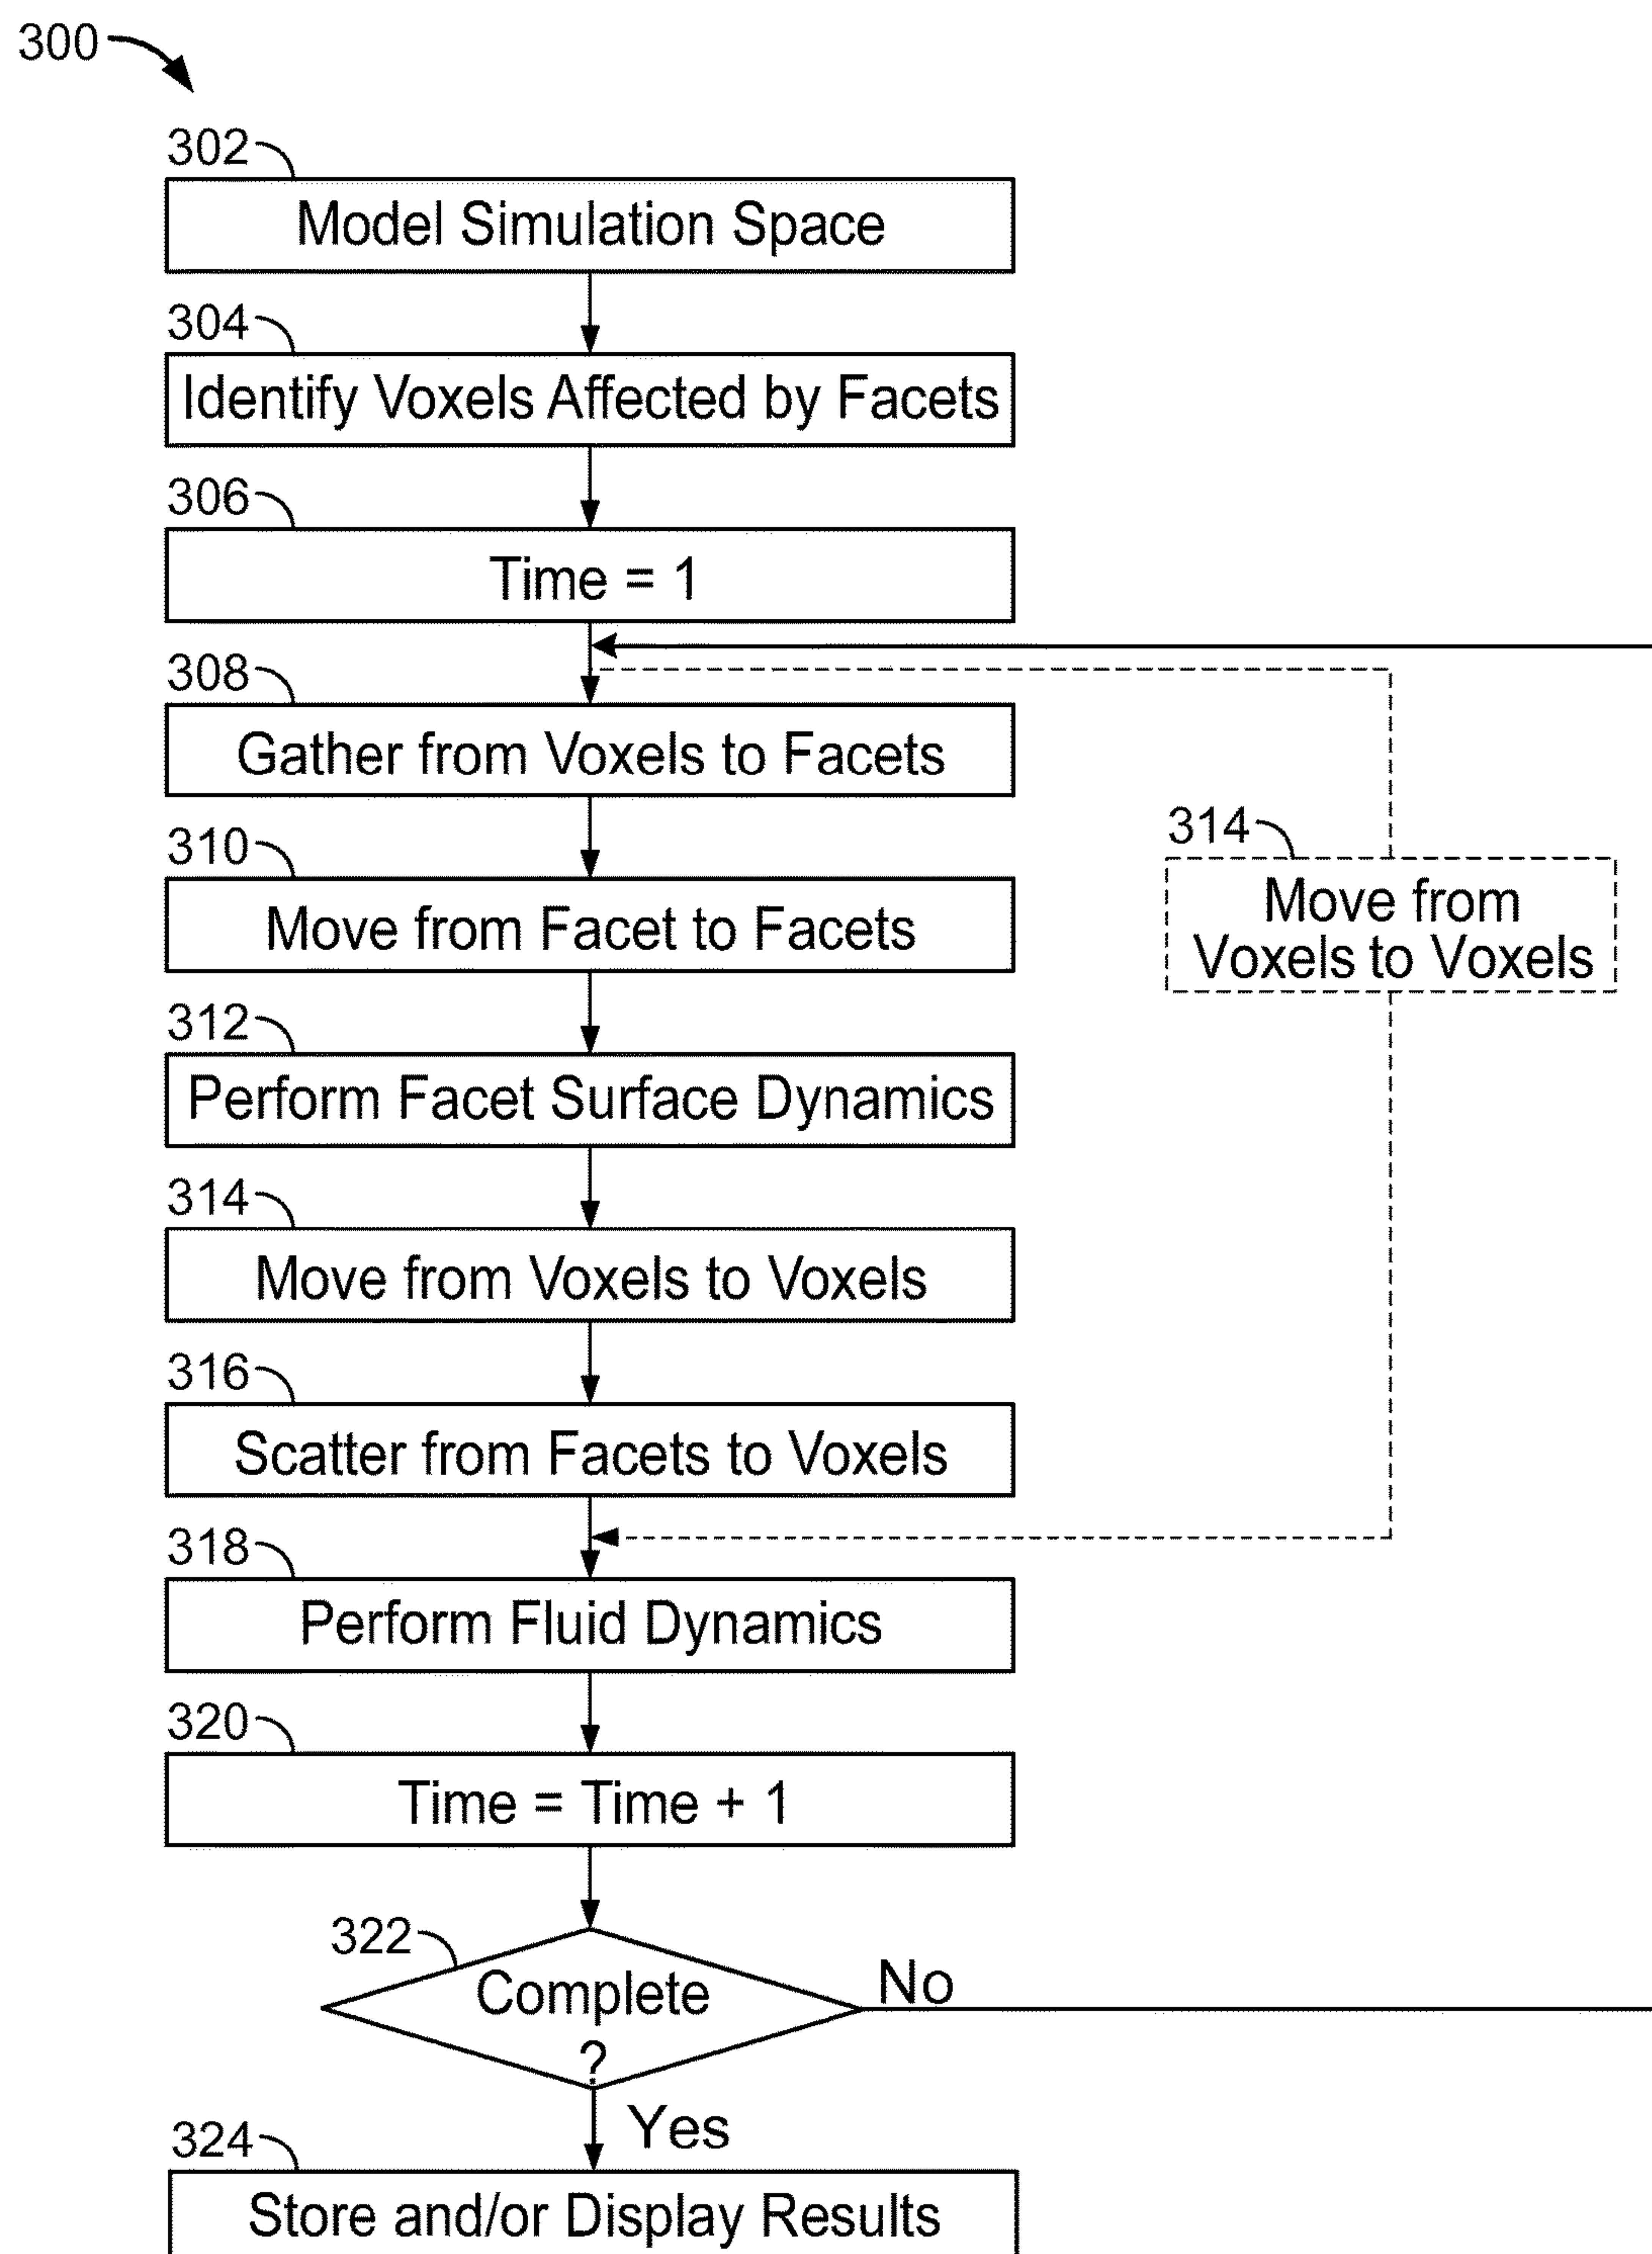 300
302
Model Simulation Space
304
Identify Voxels Affected by Facets
306
Time = 1
308
Gather from Voxels to Facets
310
Move from Facet to Facets
314
Move from
Voxels to Voxels
312
Perform Facet Surface Dynamics
314
Move from Voxels to Voxels
316
Scatter from Facets to Voxels
318
Perform Fluid Dynamics
320
Time = Time + 1
322
Complete
?
No
Yes
324
Store and/or Display Results